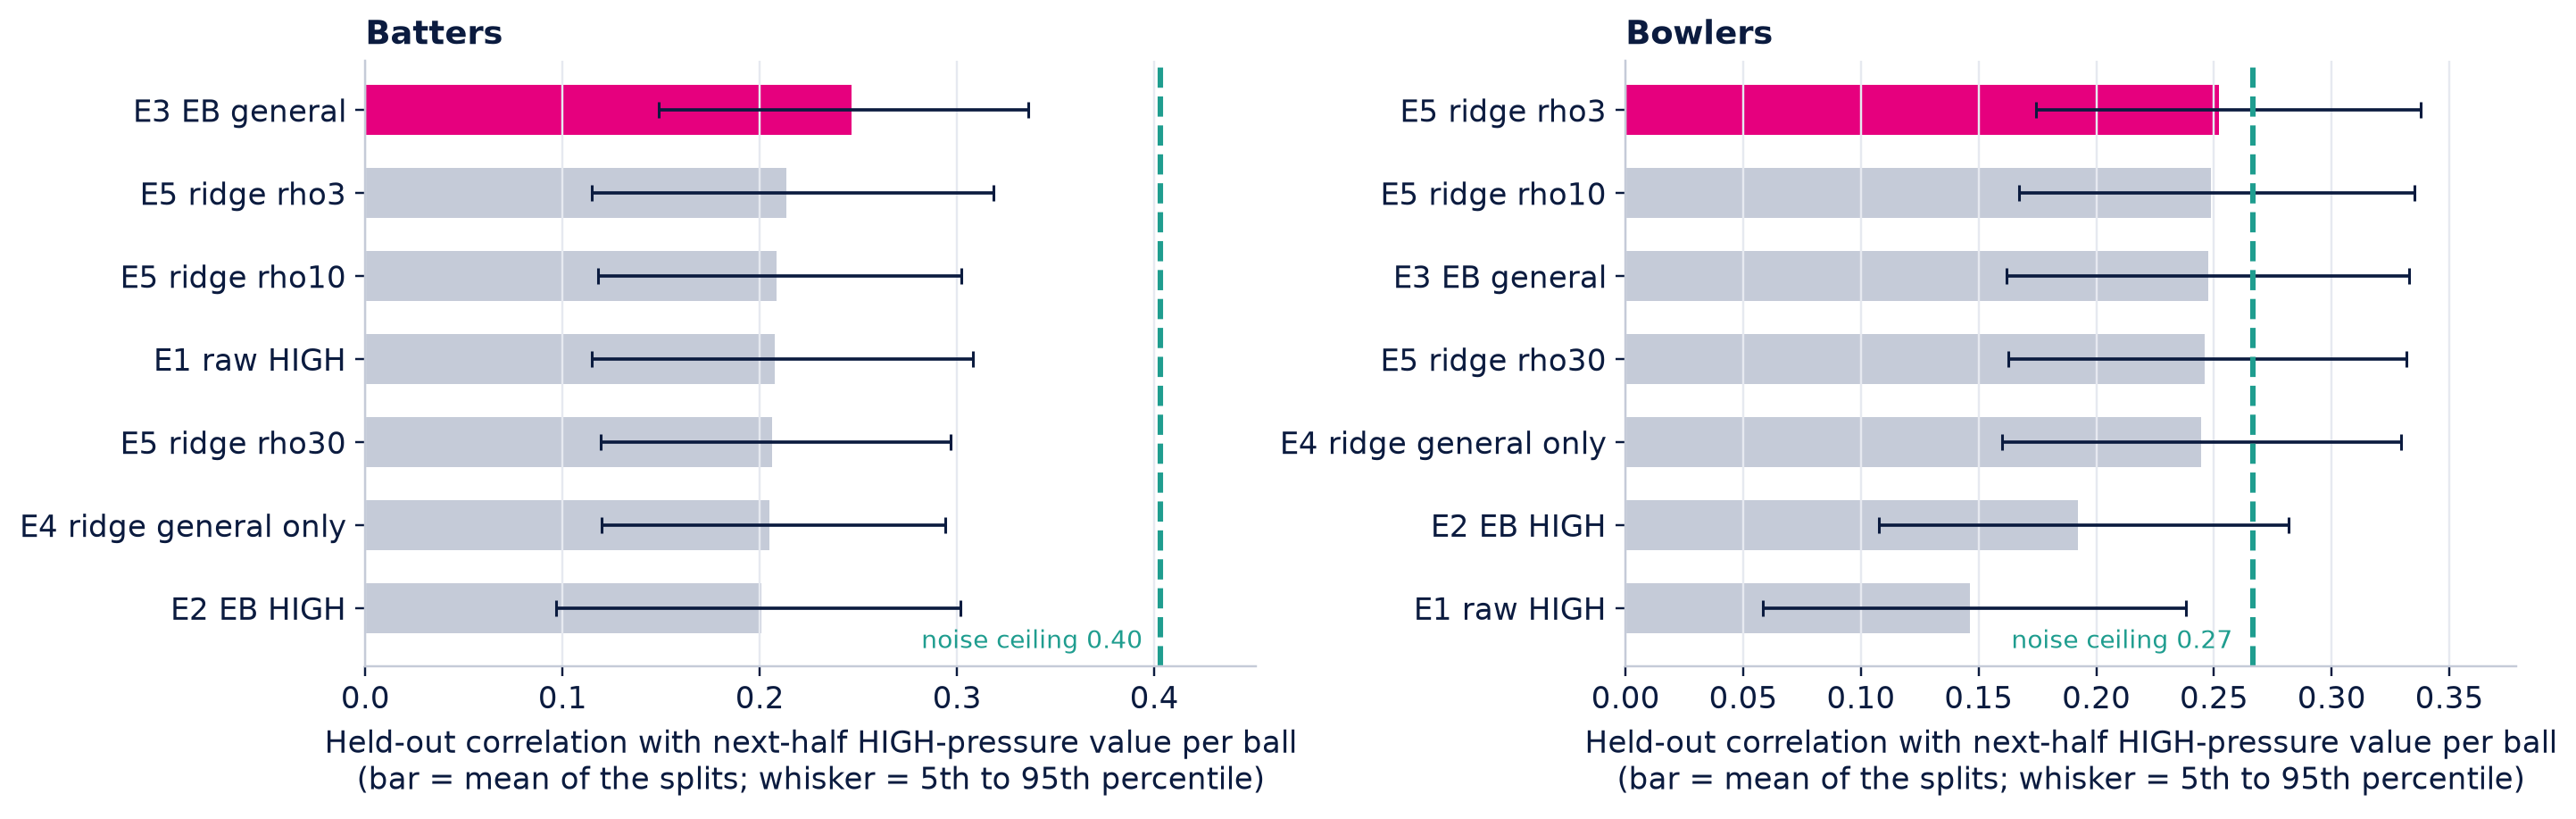 Batters
E3 EB general
E5 ridge rho3
E5 ridge rho10
E1 raw HIGH
E5 ridge rho30
E4 ridge general only
E2 EB HIGH
noise ceiling 0.40
0.0 0.1 0.2 0.3 0.4
Held-out correlation with next-half HIGH-pressure value per ball
(bar = mean of the splits; whisker = 5th to 95th percentile)
Bowlers
E5 ridge rho3
E5 ridge rho10
E3 EB general
E5 ridge rho30
E4 ridge general only
E2 EB HIGH
E1 raw HIGH
noise ceiling 0.27
0.00 0.05 0.10 0.15 0.20 0.25 0.30 0.35
Held-out correlation with next-half HIGH-pressure value per ball
(bar = mean of the splits; whisker = 5th to 95th percentile)